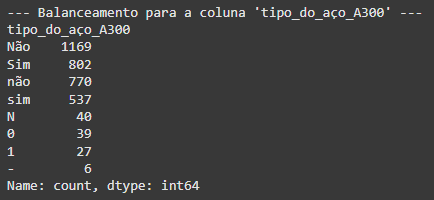 --- Balanceamento para a coluna 'tipo_do_aço_A300' ---
tipo_do_aço_A300
Não 1169
Sim 802
não 770
sim 537
N 40
0 39
1 27
- 6
Name: count, dtype: int64